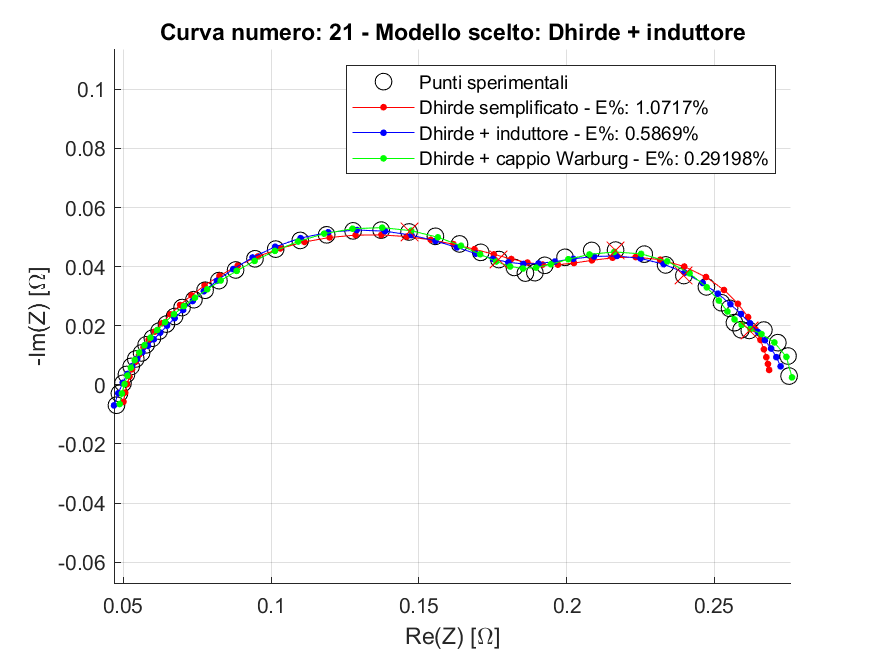 Curva numero: 21 - Modello scelto: Dhirde + induttore
Punti sperimentali
Dhirde semplificato - E%: 1.0717%
Dhirde + induttore - E%: 0.5869%
Dhirde + cappio Warburg - E%: 0.29198%
0.1
0.08
0.06
0.04
0.02
0
-0.02
-0.04
-0.06
-Im(Z) [Ω]
0.05 0.1 0.15 0.2 0.25
Re(Z) [Ω]